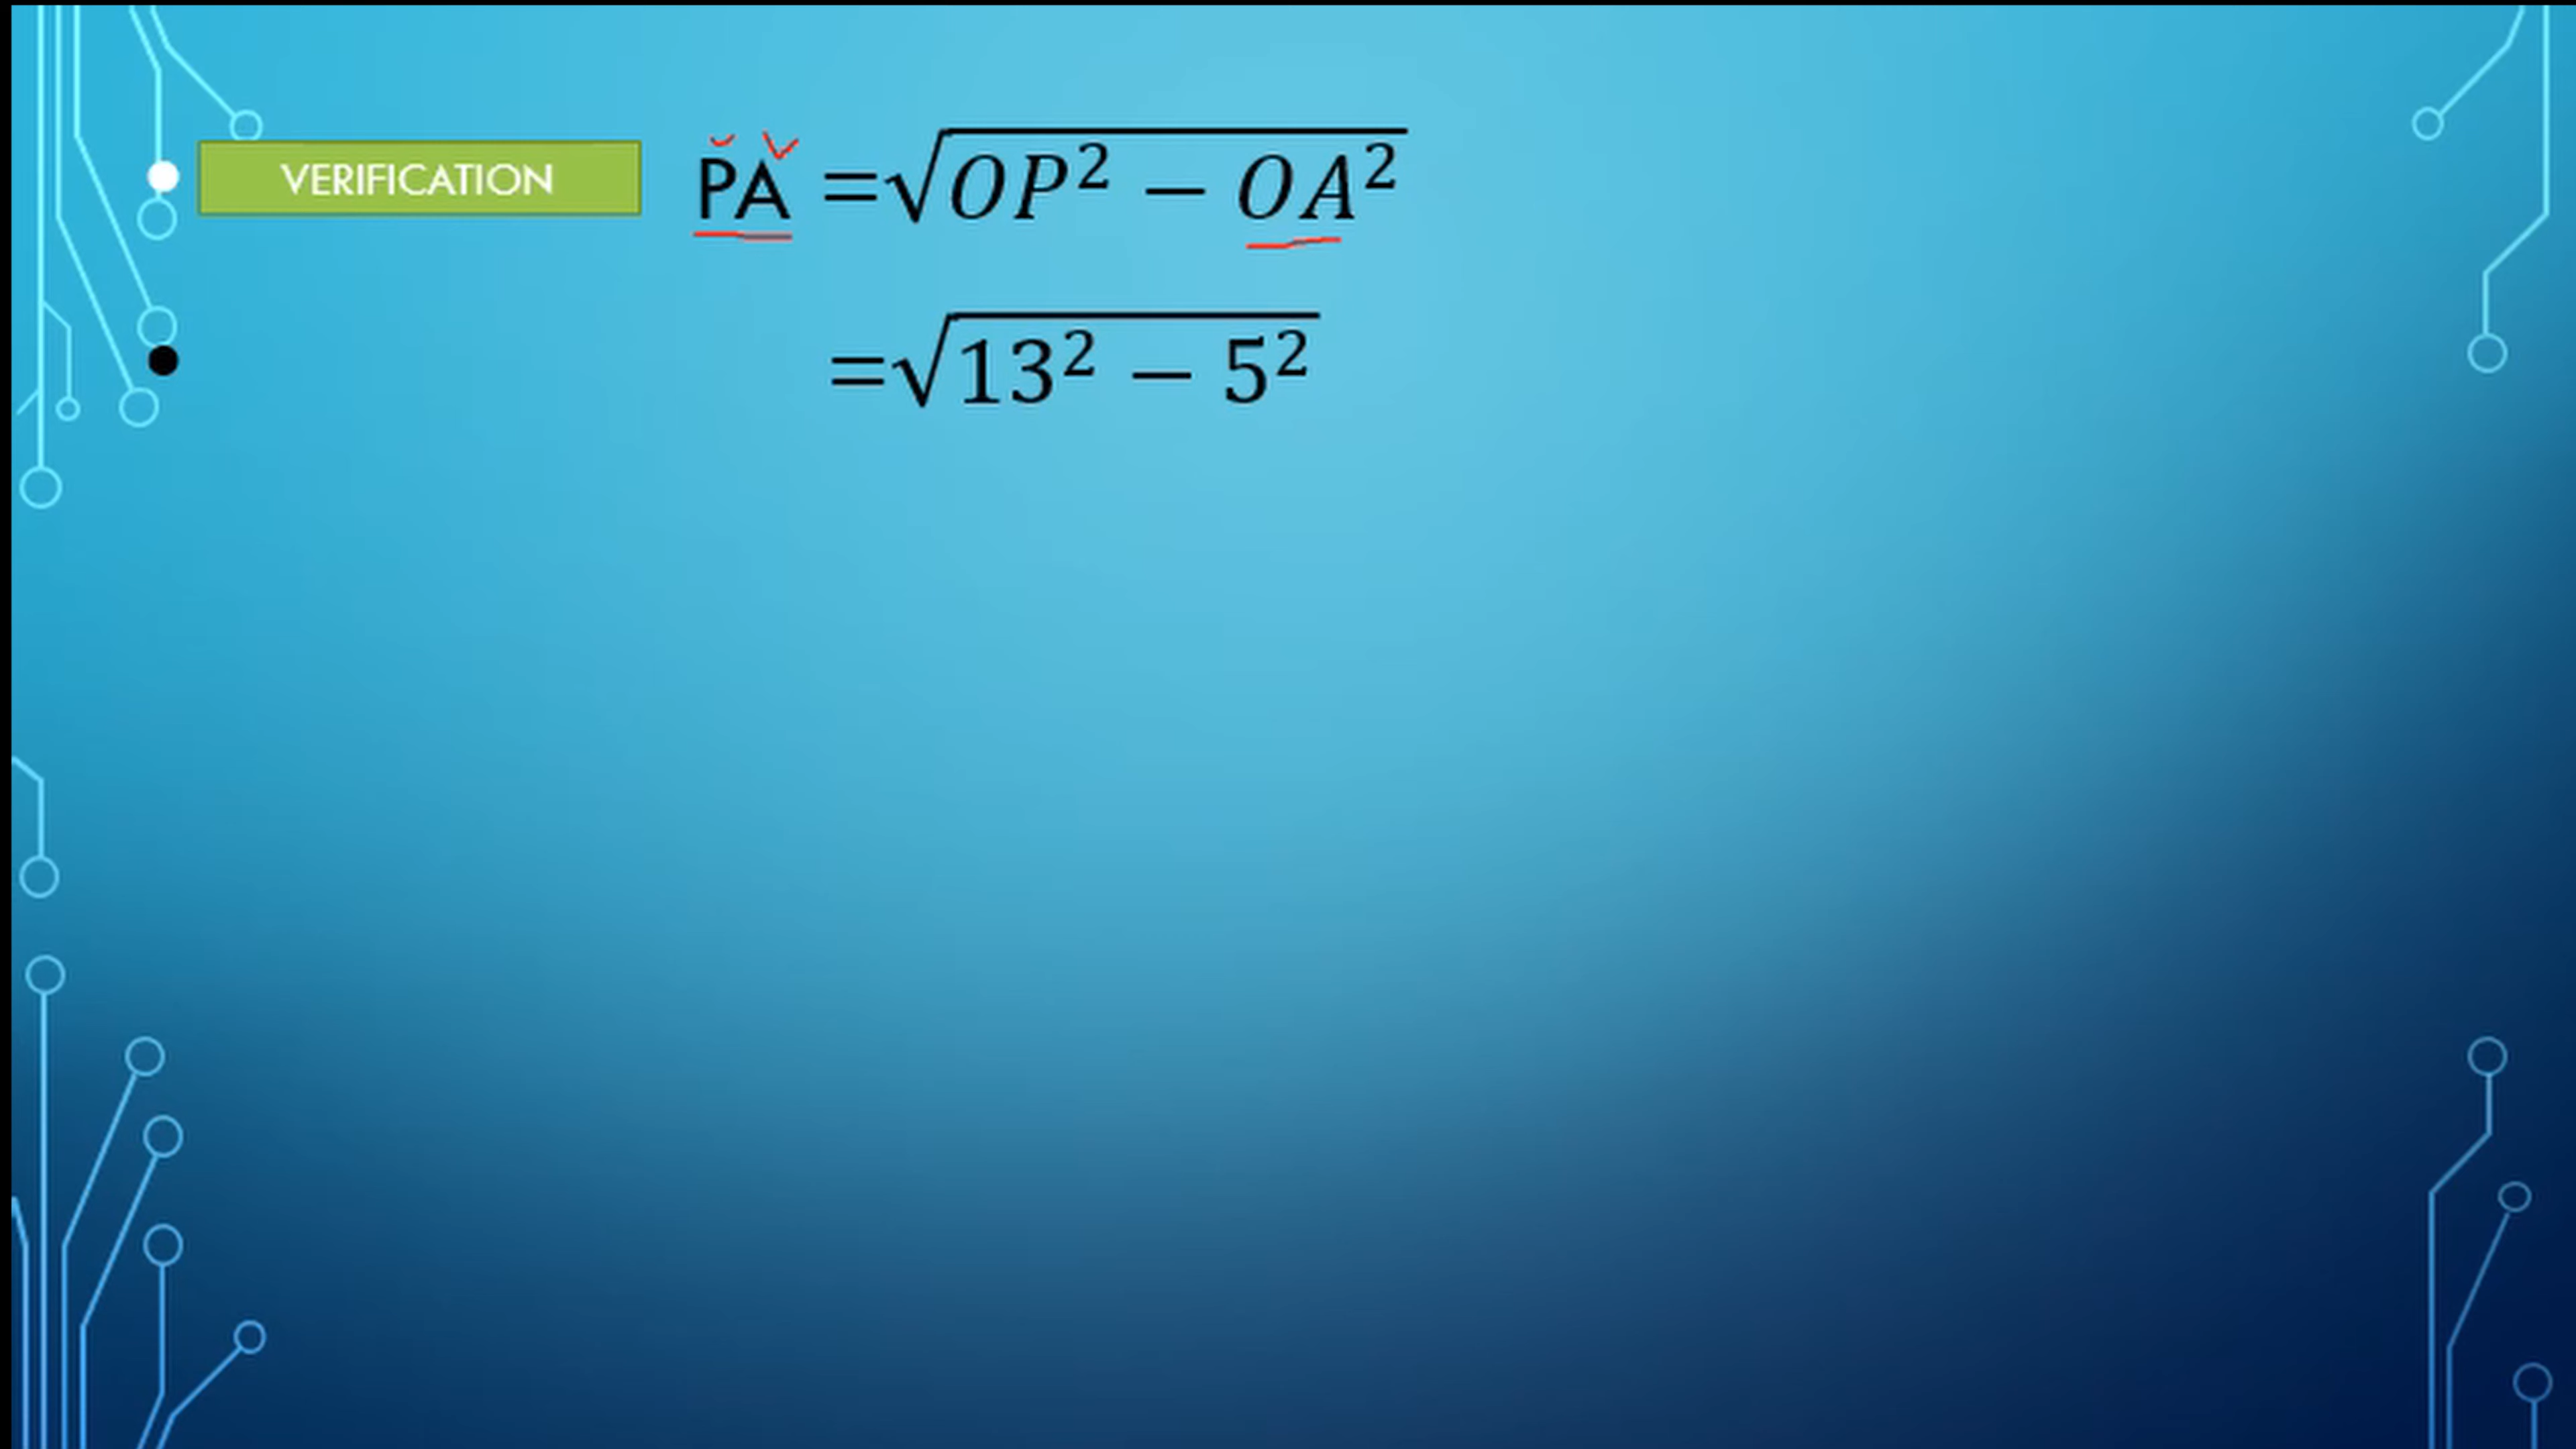 VERIFICATION
PA =√OP² − OA²
=√13² − 5²